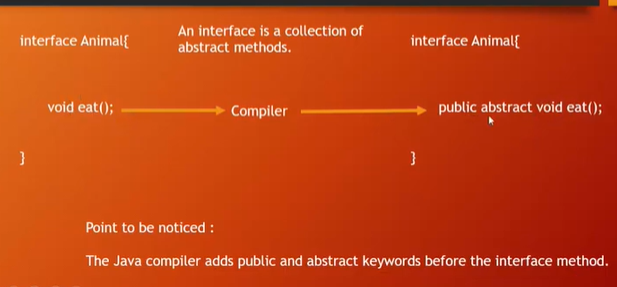 An interface is a collection of
abstract methods.
interface Animal{
void eat();
}
Compiler
interface Animal{
public abstract void eat();
}
Point to be noticed :
The Java compiler adds public and abstract keywords before the interface method.